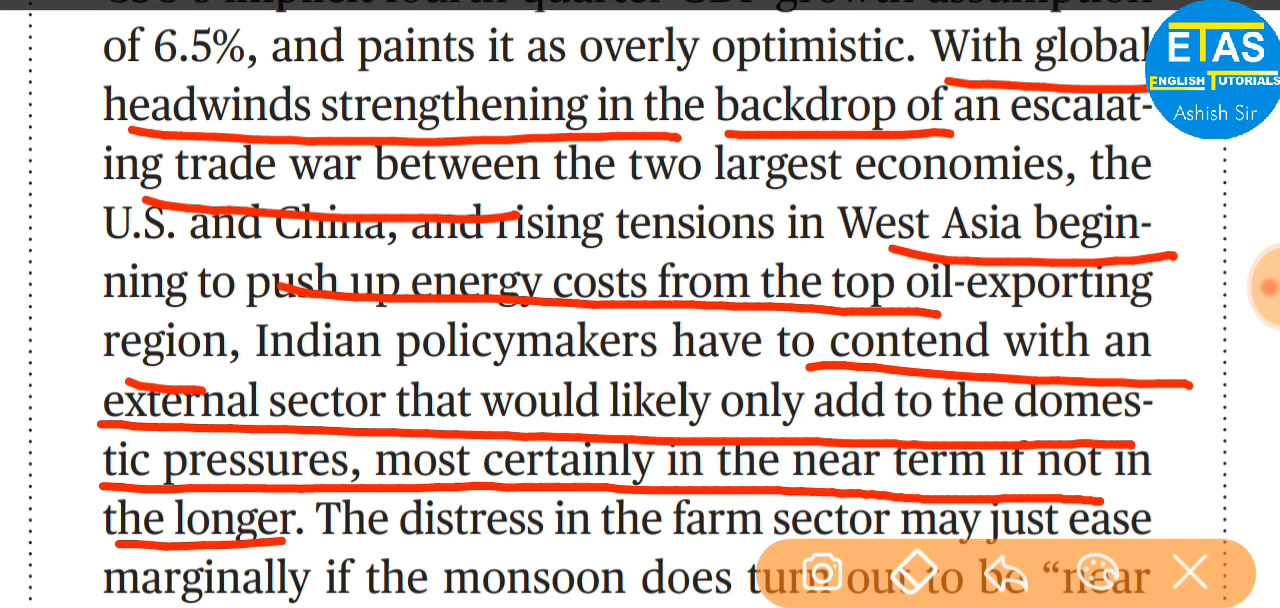 of 6.5%, and paints it as overly optimistic. With global
headwinds strengthening in the backdrop of an escalat-
ing trade war between the two largest economies, the
U.S. and China, and rising tensions in West Asia begin-
ning to push up energy costs from the top oil-exporting
region, Indian policymakers have to contend with an
external sector that would likely only add to the domes-
tic pressures, most certainly in the near term if not in
the longer. The distress in the farm sector may just ease
marginally if the monsoon does turn out to be “near
ETAS
ENGLISH TUTORIALS
Ashish Sir